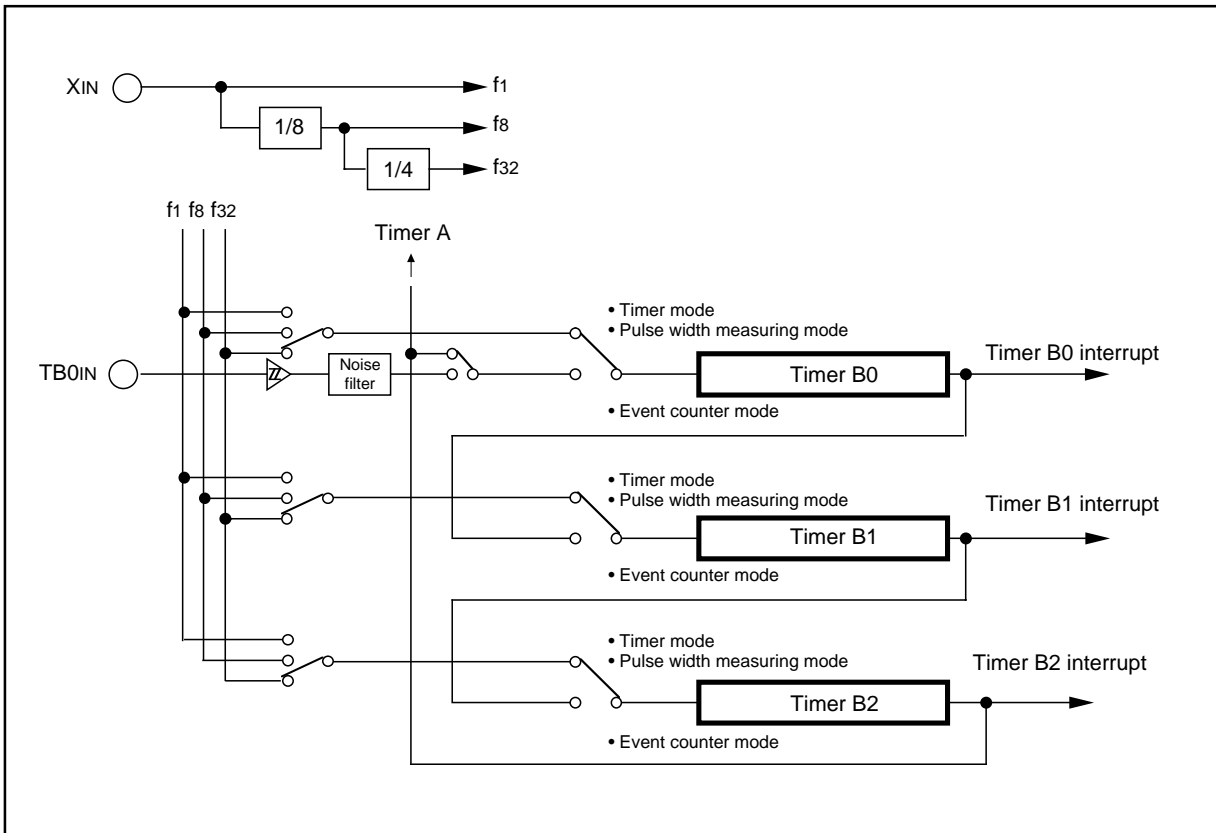 XIN
f1
1/8
f8
1/4
f32
f1 f8 f32
Timer A
• Timer mode
• Pulse width measuring mode
TB0IN
Noise
filter
Timer B0
Timer B0 interrupt
• Event counter mode
• Timer mode
• Pulse width measuring mode
Timer B1
Timer B1 interrupt
• Event counter mode
• Timer mode
• Pulse width measuring mode
Timer B2
Timer B2 interrupt
• Event counter mode